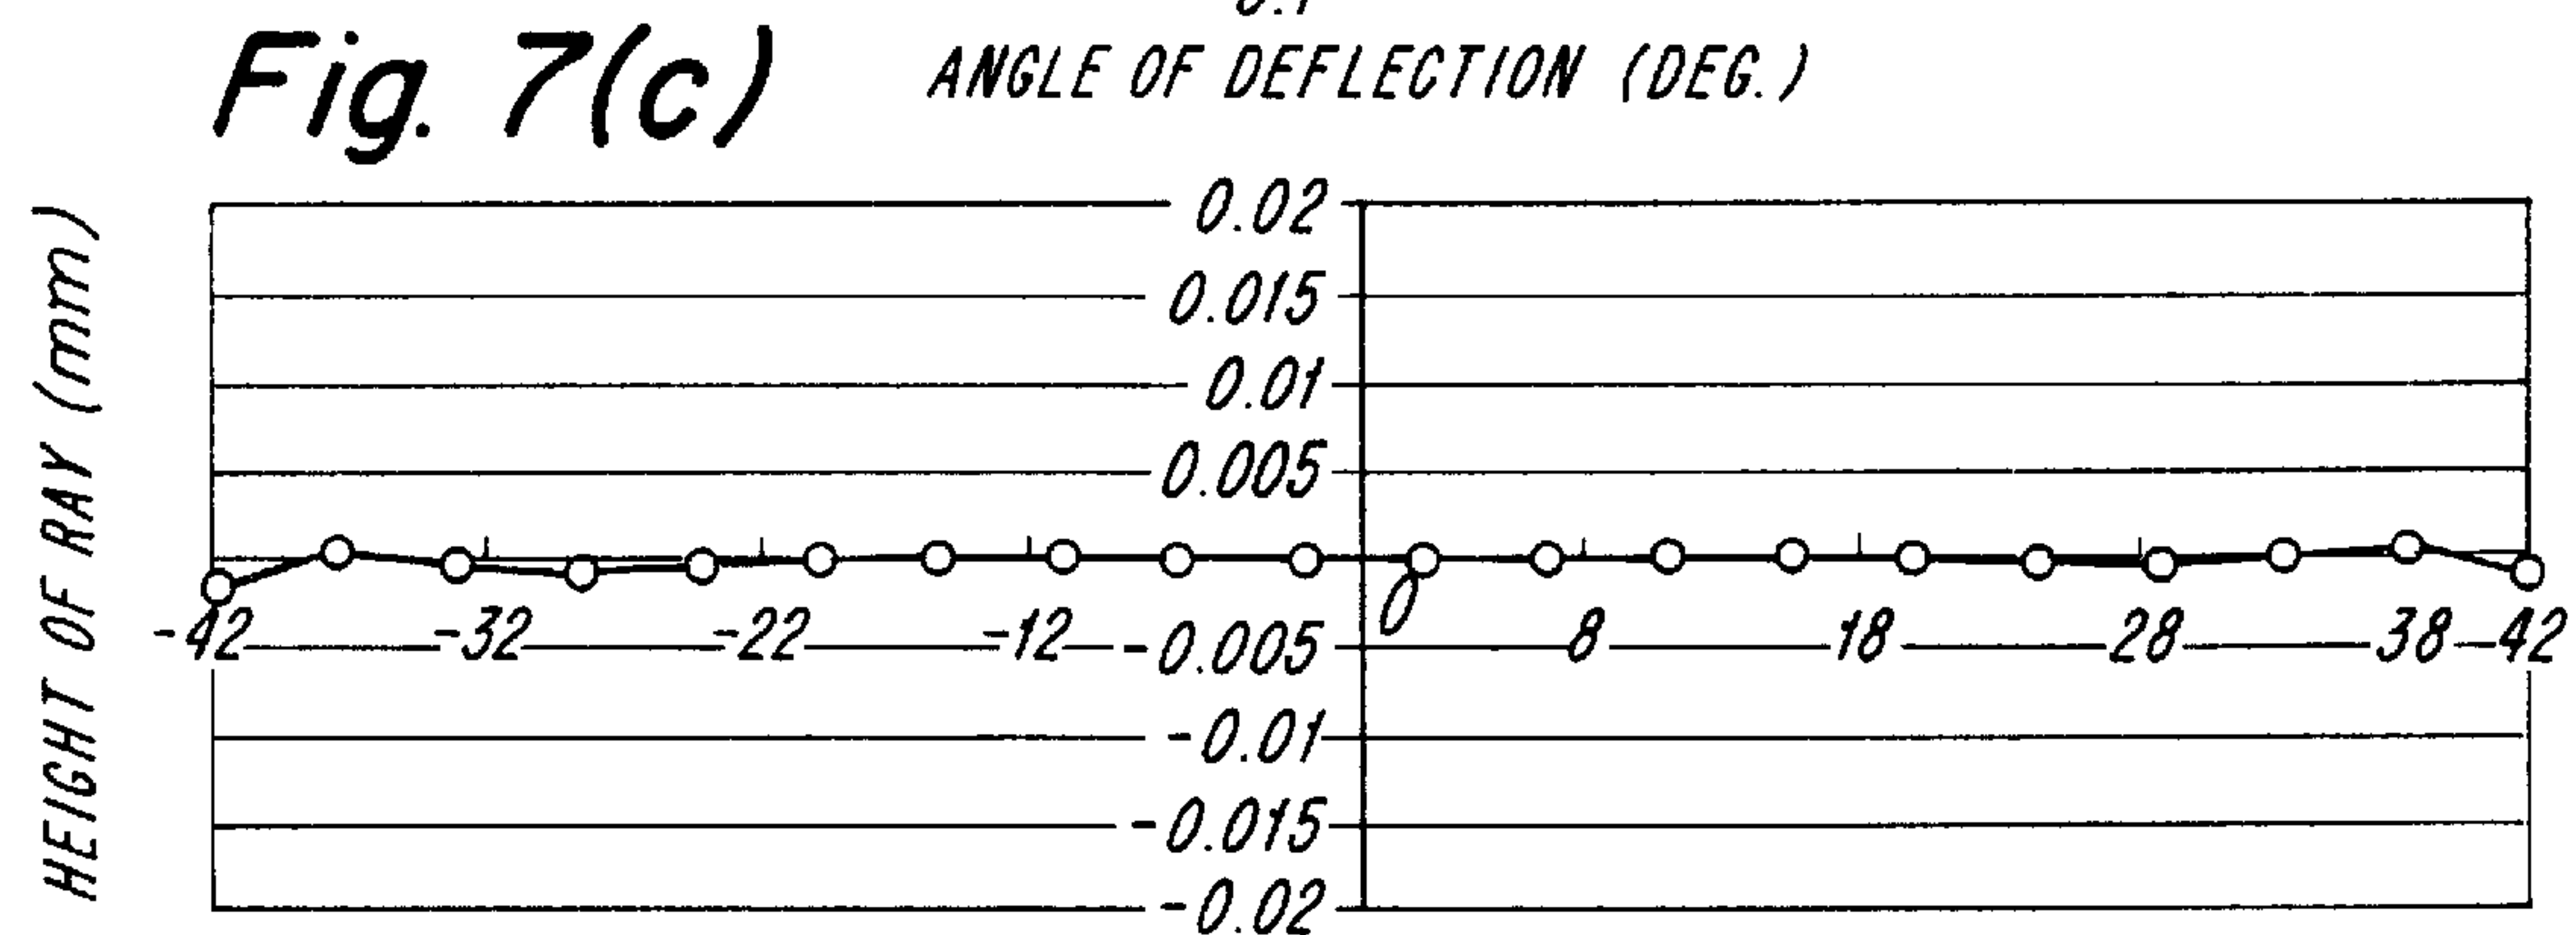 Fig. 7(c)
ANGLE OF DEFLECTION (DEG.)
HEIGHT OF RAY (mm)
0.02
0.015
0.01
0.005
0
-42 -32 -22 -12 -0.005 8 18 28 38 42
-0.01
-0.015
-0.02